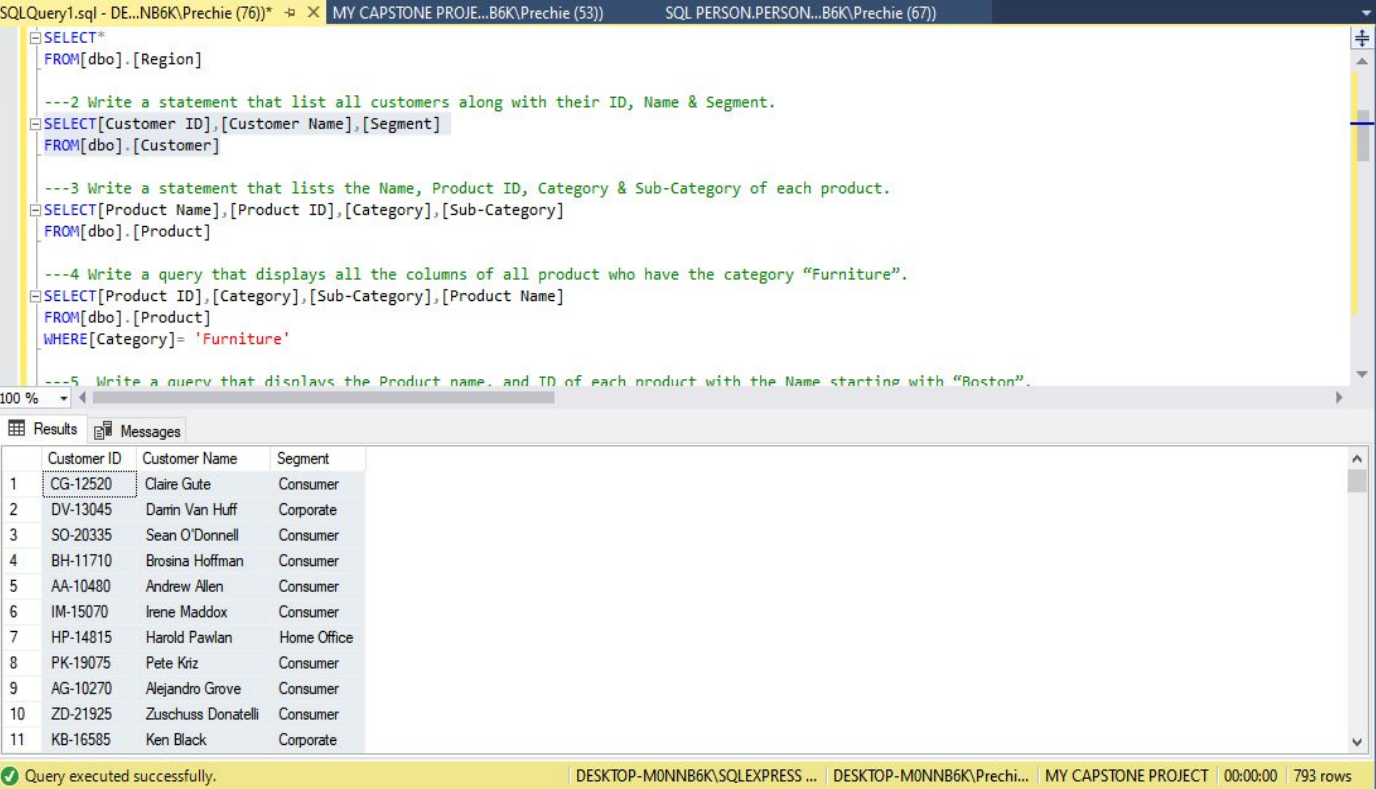 SQLQuery1.sql - DE...NB6K\Prechie (76))* MY CAPSTONE PROJE...B6K\Prechie (53)) SQL PERSON.PERSON...B6K\Prechie (67))
SELECT*
FROM[dbo].[Region]
---2 Write a statement that list all customers along with their ID, Name & Segment.
SELECT[Customer ID],[Customer Name],[Segment]
FROM[dbo].[Customer]
---3 Write a statement that lists the Name, Product ID, Category & Sub-Category of each product.
SELECT[Product Name],[Product ID],[Category],[Sub-Category]
FROM[dbo].[Product]
---4 Write a query that displays all the columns of all product who have the category “Furniture”.
SELECT[Product ID],[Category],[Sub-Category],[Product Name]
FROM[dbo].[Product]
WHERE[Category]= 'Furniture'
---5 Write a query that displays the Product name, and ID of each product with the Name starting with “Boston”.
100 %
Results Messages
Customer ID Customer Name Segment
1 CG-12520 Claire Gute Consumer
2 DV-13045 Darrin Van Huff Corporate
3 SO-20335 Sean O'Donnell Consumer
4 BH-11710 Brosina Hoffman Consumer
5 AA-10480 Andrew Allen Consumer
6 IM-15070 Irene Maddox Consumer
7 HP-14815 Harold Pawlan Home Office
8 PK-19075 Pete Kriz Consumer
9 AG-10270 Alejandro Grove Consumer
10 ZD-21925 Zuschuss Donatelli Consumer
11 KB-16585 Ken Black Corporate
Query executed successfully. DESKTOP-M0NNB6K\SQLEXPRESS ... DESKTOP-M0NNB6K\Prechi... MY CAPSTONE PROJECT 00:00:00 793 rows